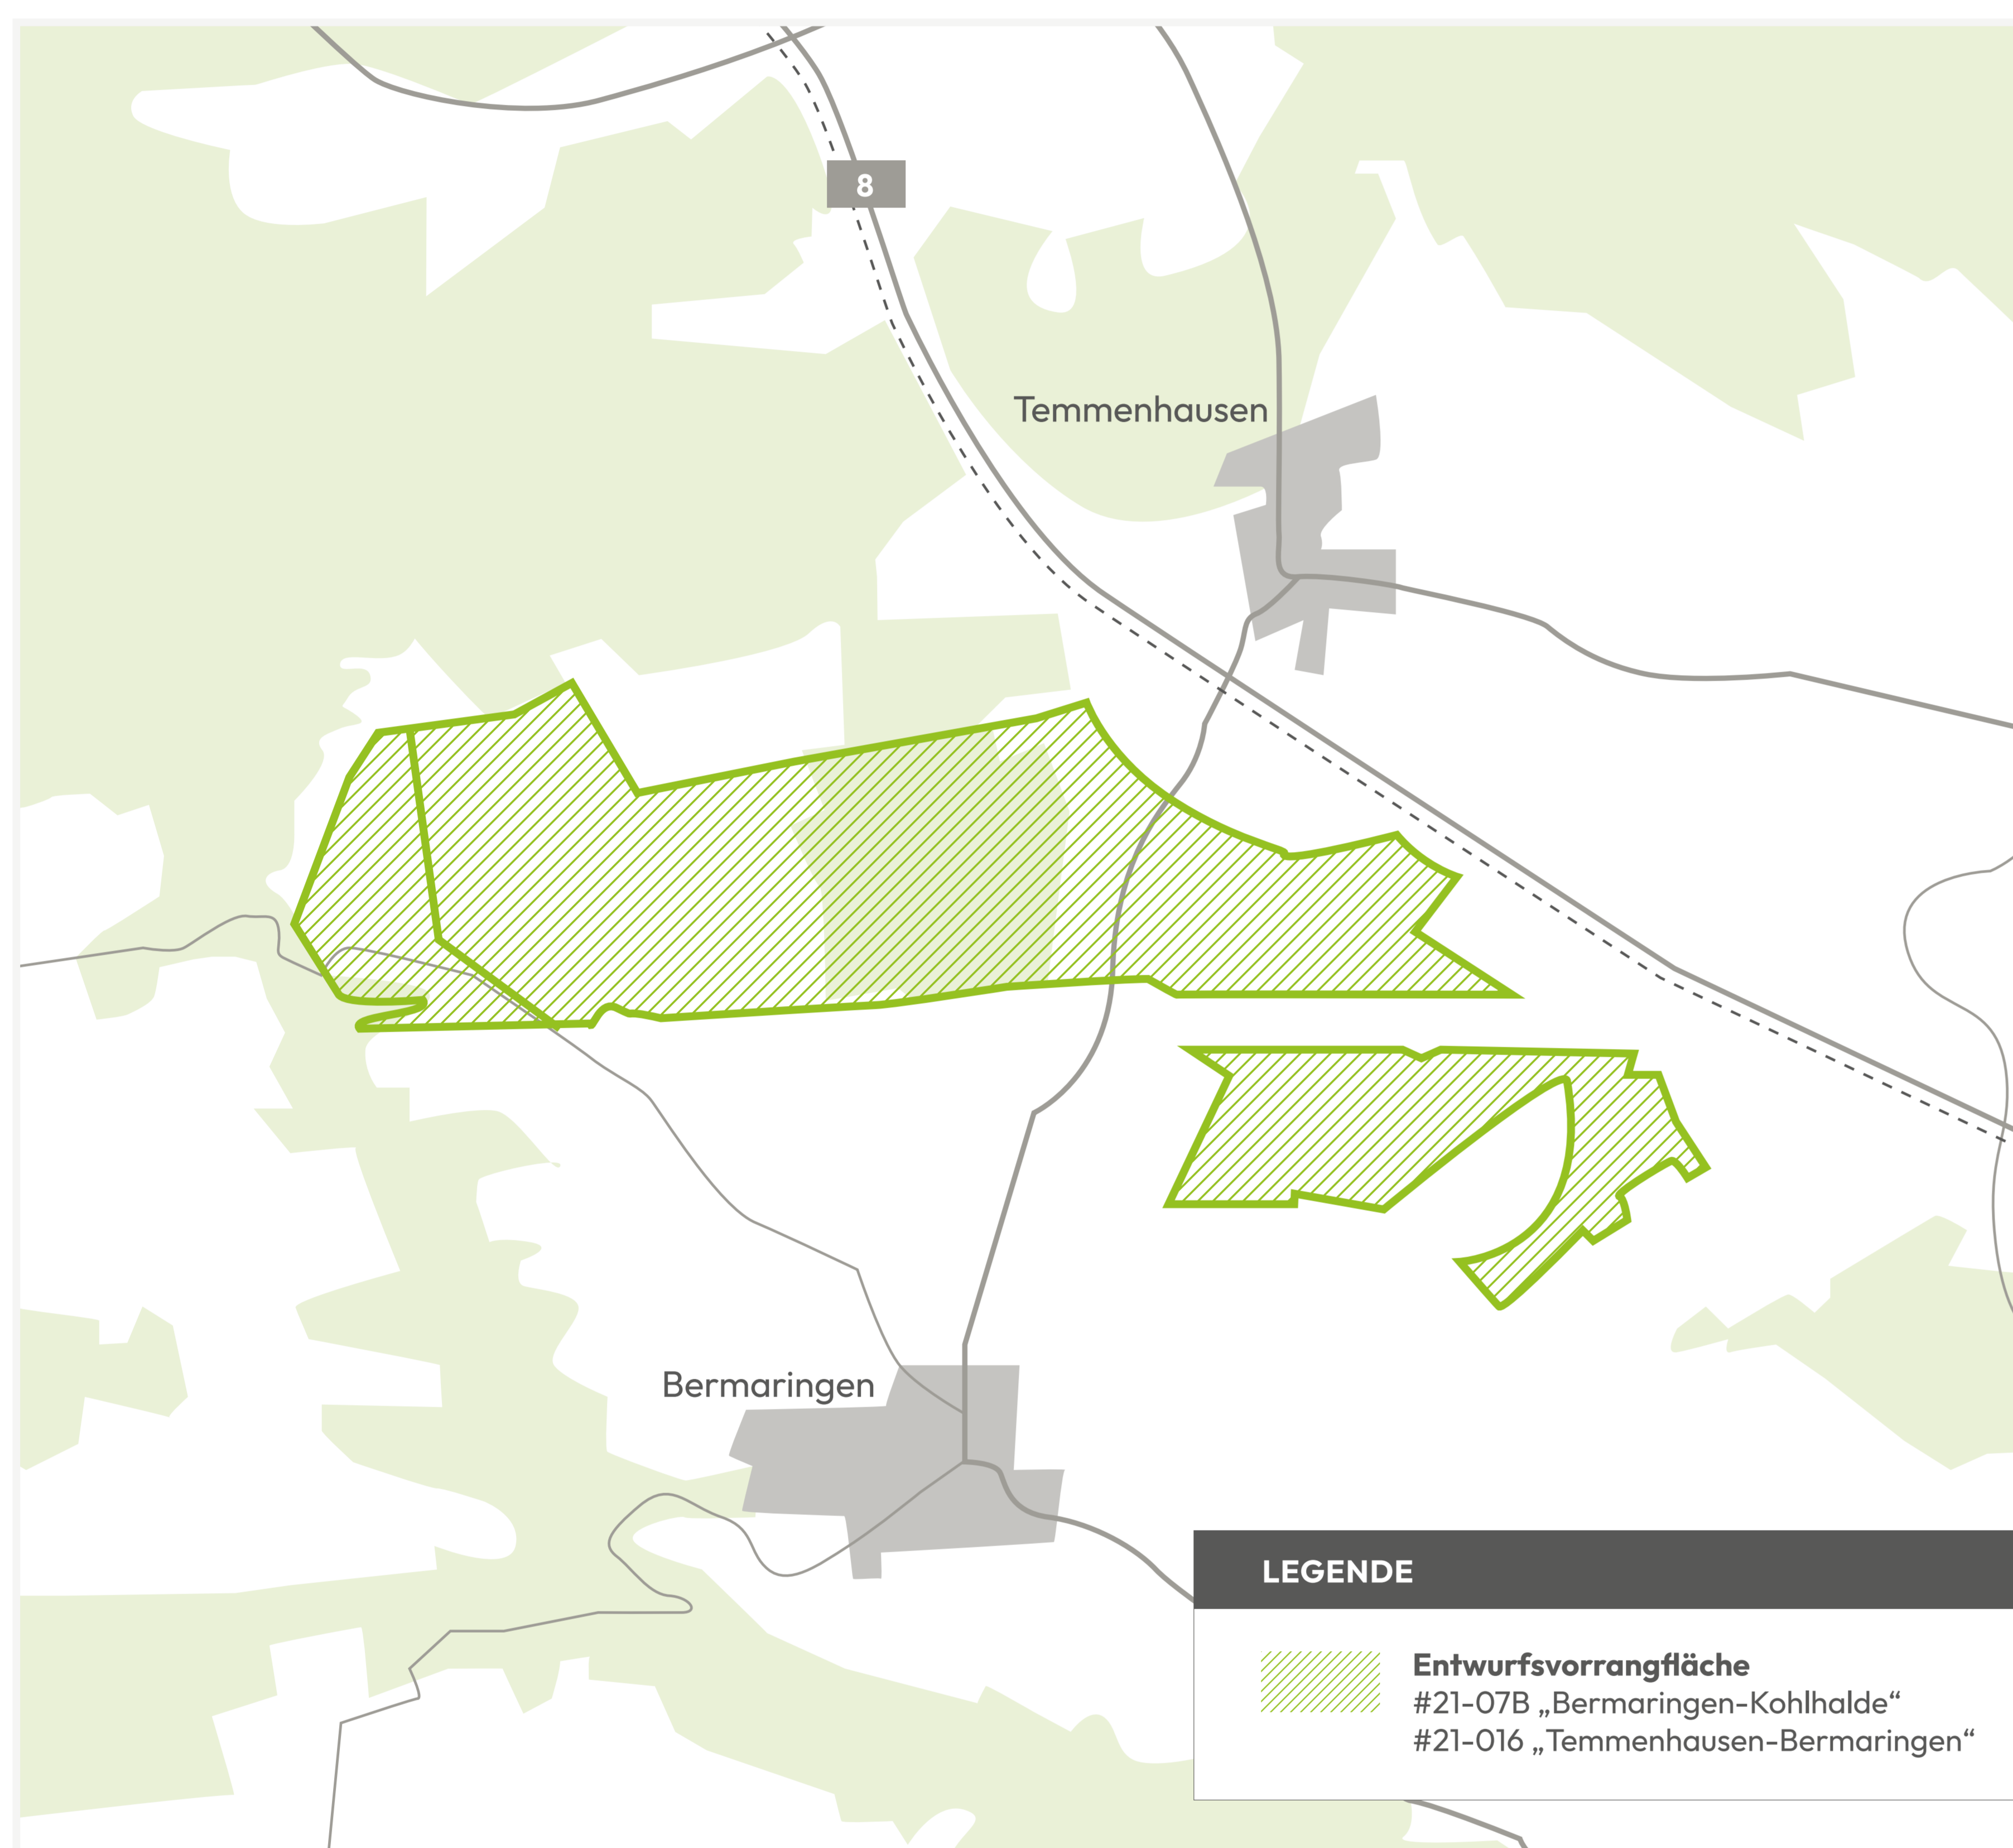 8
Temmenhausen
Bermaringen
LEGENDE
Entwurfsvorrangfläche
#21-07B „Bermaringen-Kohlhalde“
#21-016 „Temmenhausen-Bermaringen“